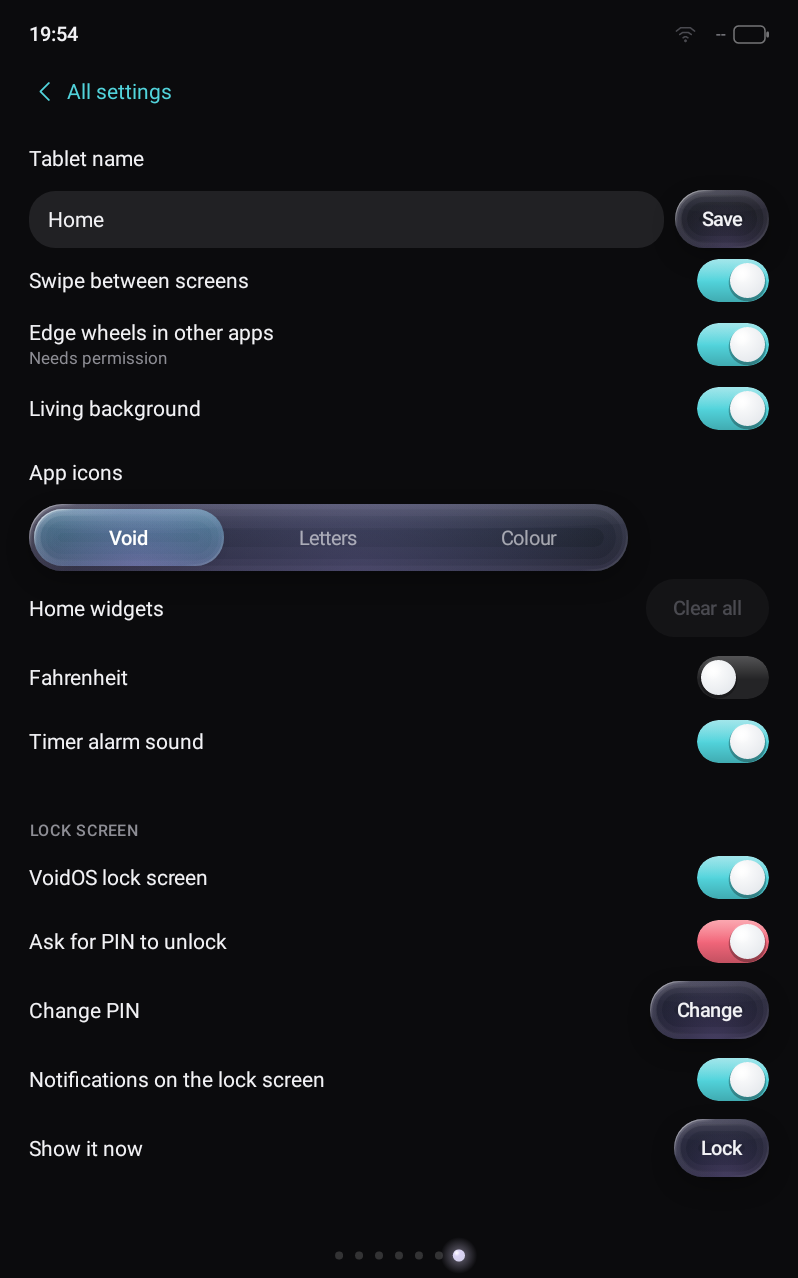 19:54
--
All settings
Tablet name
Home
Save
Swipe between screens
Edge wheels in other apps
Needs permission
Living background
App icons
Void Letters Colour
Home widgets
Clear all
Fahrenheit
Timer alarm sound
LOCK SCREEN
VoidOS lock screen
Ask for PIN to unlock
Change PIN
Change
Notifications on the lock screen
Show it now
Lock